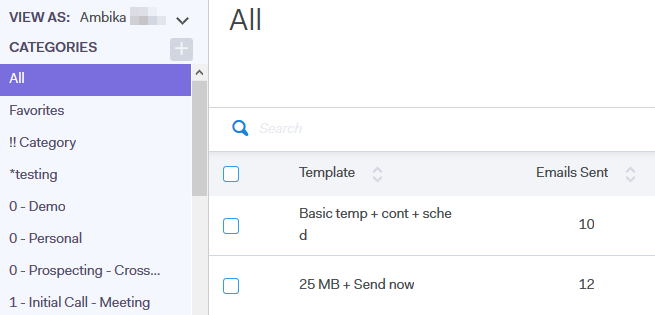 VIEW AS: Ambika
CATEGORIES
All
Favorites
!! Category
*testing
0 - Demo
0 - Personal
0 - Prospecting - Cross...
1 - Initial Call - Meeting
All
Search
Template Emails Sent
Basic temp + cont + sche
d
10
25 MB + Send now 12